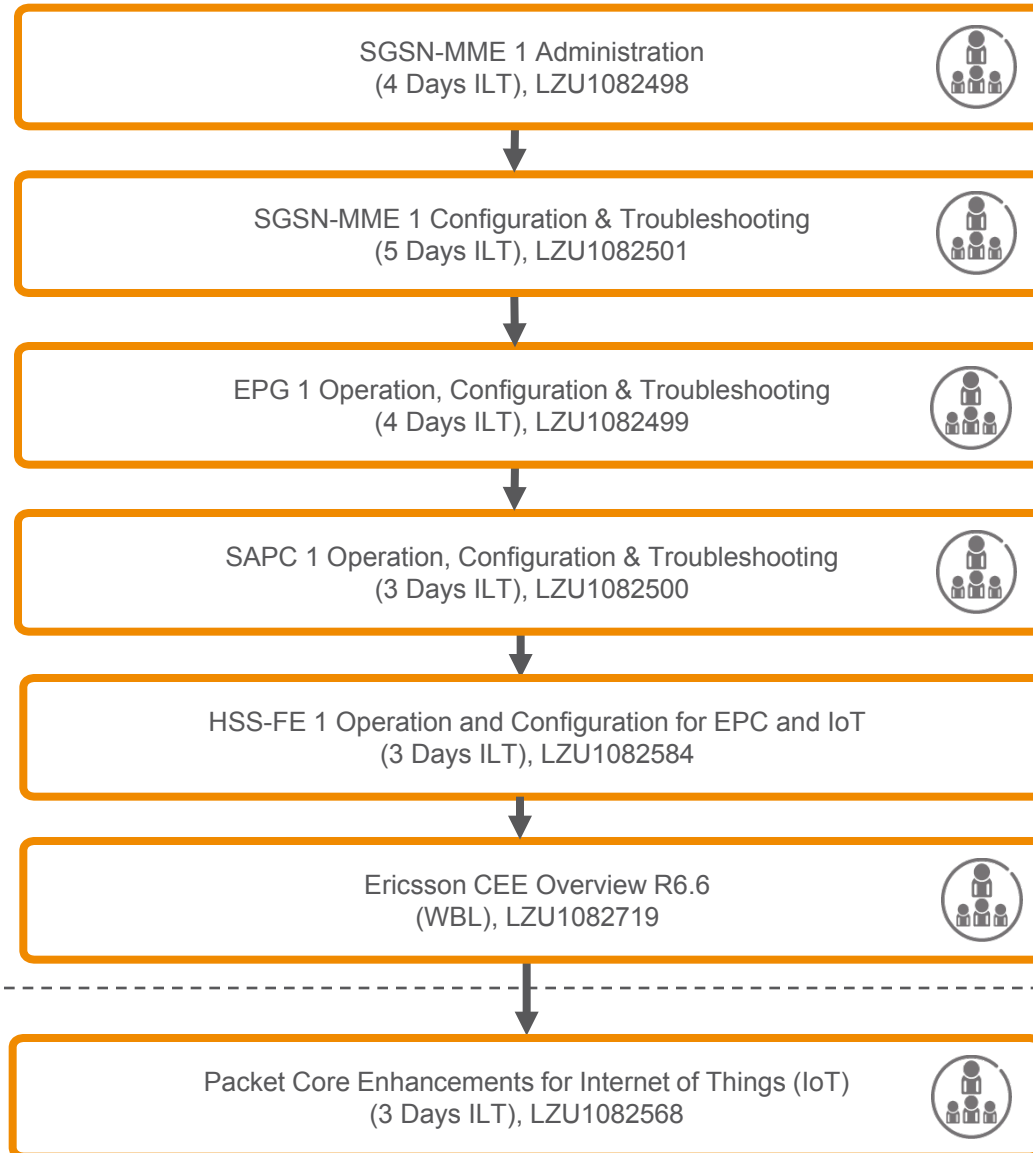 SGSN-MME 1 Administration
(4 Days ILT), LZU1082498
SGSN-MME 1 Configuration & Troubleshooting
(5 Days ILT), LZU1082501
EPG 1 Operation, Configuration & Troubleshooting
(4 Days ILT), LZU1082499
SAPC 1 Operation, Configuration & Troubleshooting
(3 Days ILT), LZU1082500
HSS-FE 1 Operation and Configuration for EPC and IoT
(3 Days ILT), LZU1082584
Ericsson CEE Overview R6.6
(WBL), LZU1082719
Packet Core Enhancements for Internet of Things (IoT)
(3 Days ILT), LZU1082568